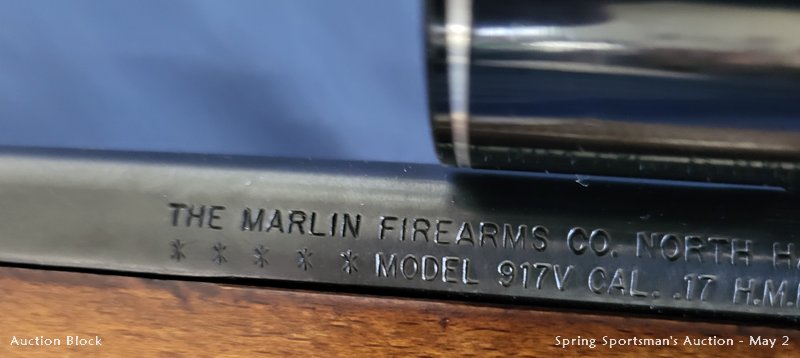 THE MARLIN FIREARMS CO. NORTH
* * * * * MODEL 917V CAL. .17 H.M.
Auction Block
Spring Sportsman's Auction - May 2